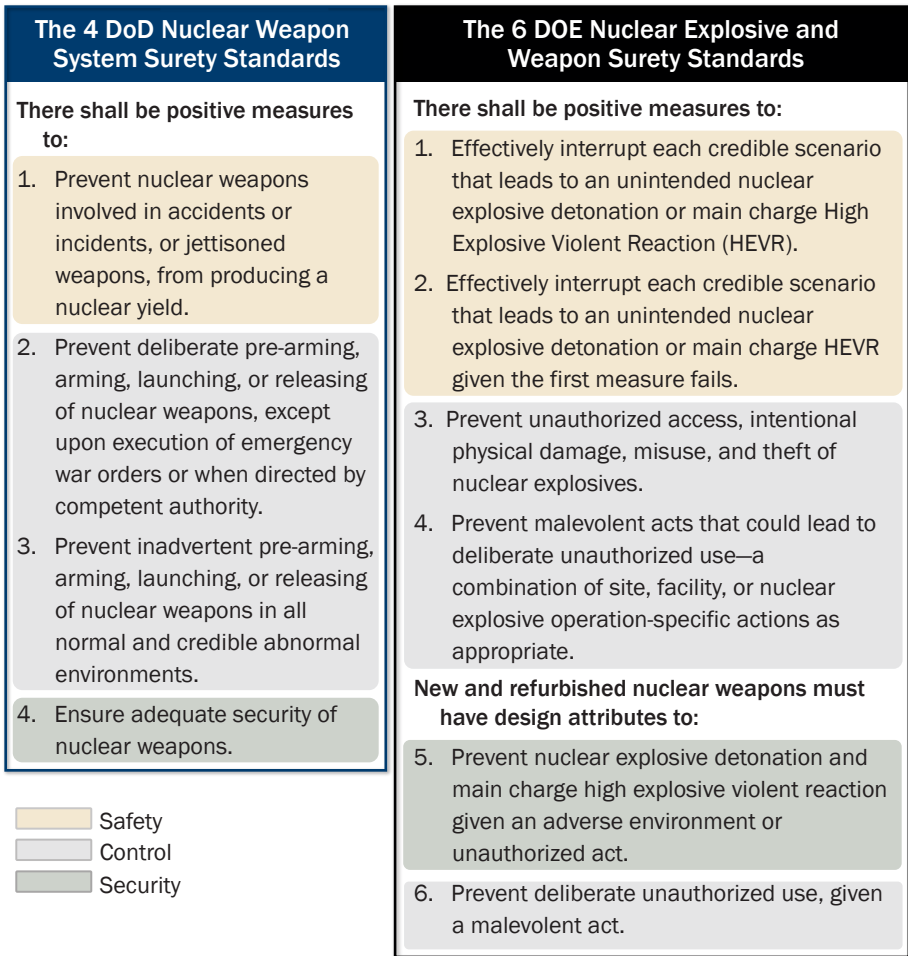 The 4 DoD Nuclear Weapon
System Surety Standards
There shall be positive measures
to:
1. Prevent nuclear weapons
involved in accidents or
incidents, or jettisoned
weapons, from producing a
nuclear yield.
2. Prevent deliberate pre-arming,
arming, launching, or releasing
of nuclear weapons, except
upon execution of emergency
war orders or when directed by
competent authority.
3. Prevent inadvertent pre-arming,
arming, launching, or releasing
of nuclear weapons in all
normal and credible abnormal
environments.
4. Ensure adequate security of
nuclear weapons.
Safety
Control
Security
The 6 DOE Nuclear Explosive and
Weapon Surety Standards
There shall be positive measures to:
1. Effectively interrupt each credible scenario
that leads to an unintended nuclear
explosive detonation or main charge High
Explosive Violent Reaction (HEVR).
2. Effectively interrupt each credible scenario
that leads to an unintended nuclear
explosive detonation or main charge HEVR
given the first measure fails.
3. Prevent unauthorized access, intentional
physical damage, misuse, and theft of
nuclear explosives.
4. Prevent malevolent acts that could lead to
deliberate unauthorized use—a
combination of site, facility, or nuclear
explosive operation-specific actions as
appropriate.
New and refurbished nuclear weapons must
have design attributes to:
5. Prevent nuclear explosive detonation and
main charge high explosive violent reaction
given an adverse environment or
unauthorized act.
6. Prevent deliberate unauthorized use, given
a malevolent act.